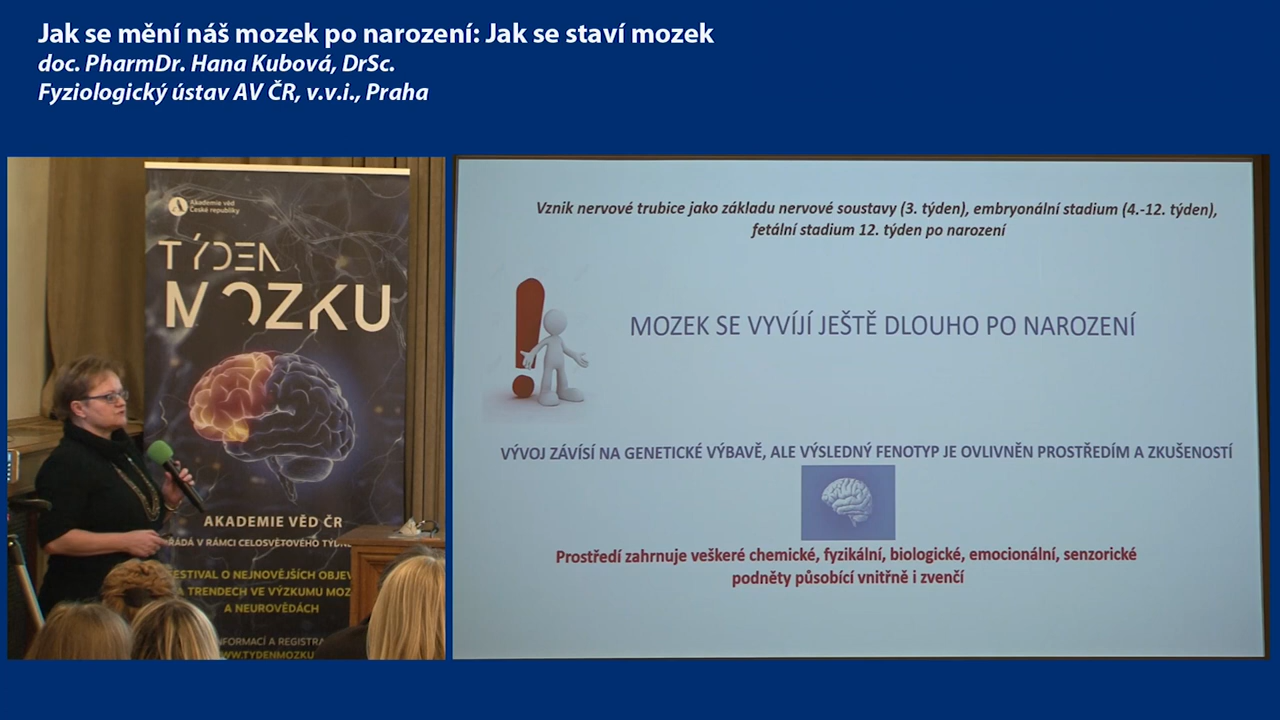 Jak se mění náš mozek po narození: Jak se staví mozek
doc. PharmDr. Hana Kubová, DrSc.
Fyziologický ústav AV ČR, v.v.i., Praha
Akademie věd
České republiky
TÝDEN
MOZKU
AKADEMIE VĚD ČR
ŘÁDÁ V RÁMCI CELOSVĚTOVÉHO
FESTIVAL O NEJNOVĚJŠÍCH OBJEV
A TRENDECH VE VÝZKUMU MOZ
A NEUROVĚDÁCH
NFORMACÍ A REGISTRA
WWW.TYDENMOZKU
Vznik nervové trubice jako základu nervové soustavy (3. týden), embryonální stadium (4.-12. týden),
fetální stadium 12. týden po narození
MOZEK SE VYVÍJÍ JEŠTĚ DLOUHO PO NAROZENÍ
VÝVOJ ZÁVÍSÍ NA GENETICKÉ VÝBAVĚ, ALE VÝSLEDNÝ FENOTYP JE OVLIVNĚN PROSTŘEDÍM A ZKUŠENOSTÍ
Prostředí zahrnuje veškeré chemické, fyzikální, biologické, emocionální, senzorické
podněty působící vnitřně i zvenčí